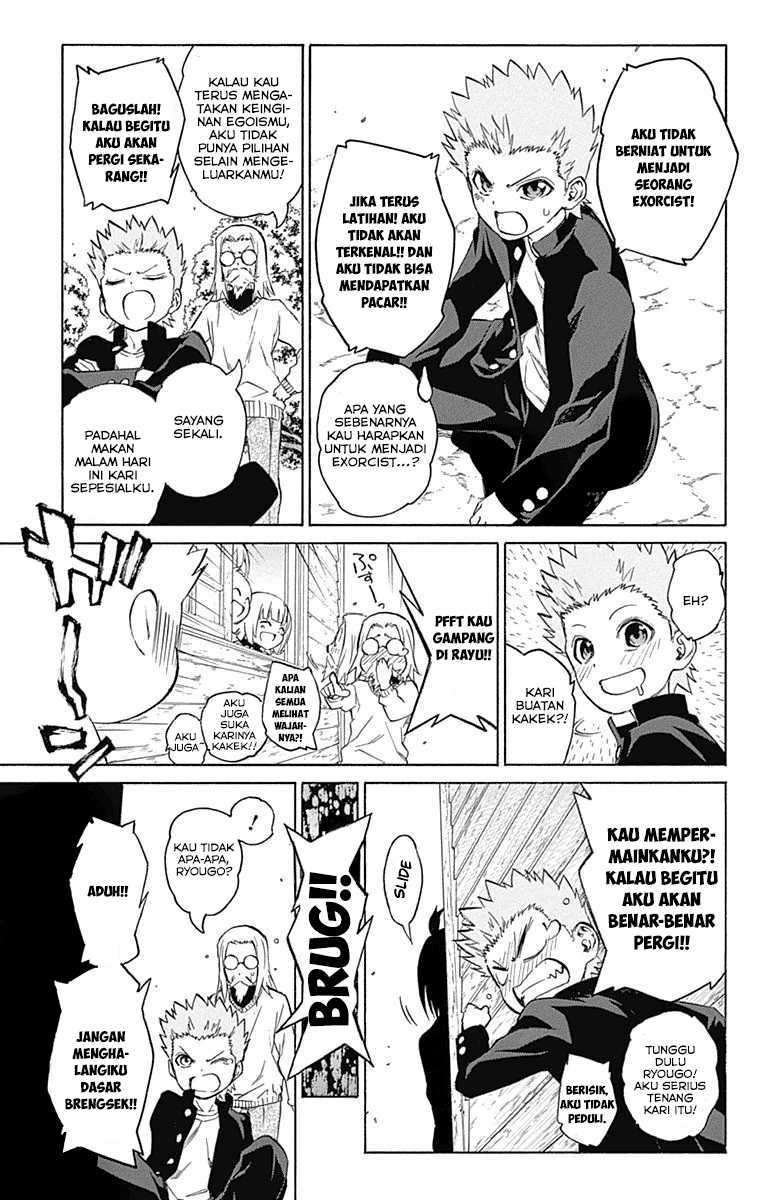 AKU TIDAK
BERNIAT UNTUK
MENJADI
SEORANG
EXORCIST!
JIKA TERUS
LATIHAN! AKU
TIDAK AKAN
TERKENAL!! DAN
AKU TIDAK BISA
MENDAPATKAN
PACAR!!
APA YANG
SEBENARNYA
KAU HARAPKAN
UNTUK MENJADI
EXORCIST...?
KALAU KAU
TERUS MENGA-
TAKAN KEINGI-
NAN EGOISMU,
AKU TIDAK
PUNYA PILIHAN
SELAIN MENGE-
LUARKANMU!
BAGUSLAH!
KALAU BEGITU
AKU AKAN
PERGI SEKA-
RANG!!
SAYANG
SEKALI.
PADAHAL
MAKAN
MALAM HARI
INI KARI
SEPESIALKU.
EH?
KARI
BUATAN
KAKEK?!
ぷすーっ
PFFT KAU
GAMPANG
DI RAYU!!
APA
KALIAN
SEMUA
MELIHAT
WAJAH-
NYA?!
AKU
JUGA SUKA
KARINYA
KAKEK!!
AKU
JUGA~
KAU MEMPER-
MAINKANKU?!
KALAU BEGITU
AKU AKAN
BENAR-BENAR
PERGI!!
TUNGGU
DULU
RYOUGO!
AKU SERIUS
TENANG
KARI ITU!
BERISIK,
AKU TIDAK
PEDULI.
SLIDE
BRUG!!
!
KAU TIDAK
APA-APA,
RYOUGO?
ADUH!!
JANGAN
MENGHA-
LANGIKU
DASAR
BRENGSEK!!